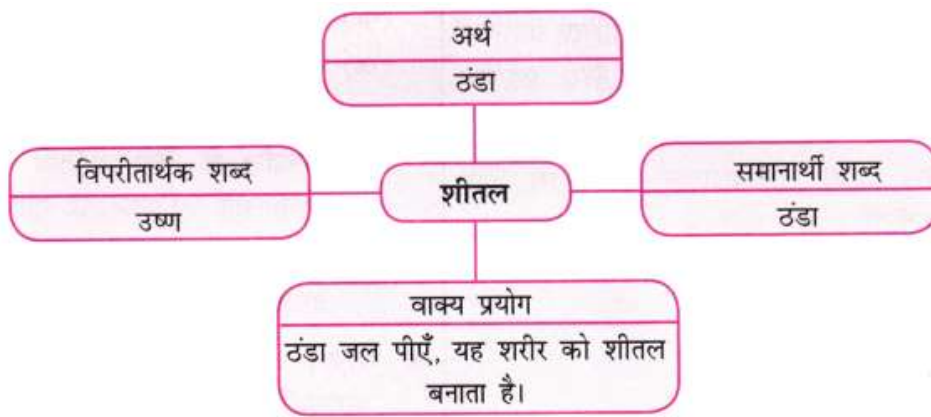 अर्थ
ठंडा
विपरीतार्थक शब्द
उष्ण
शीतल
समानार्थी शब्द
ठंडा
वाक्य प्रयोग
ठंडा जल पीएँ, यह शरीर को शीतल
बनाता है।